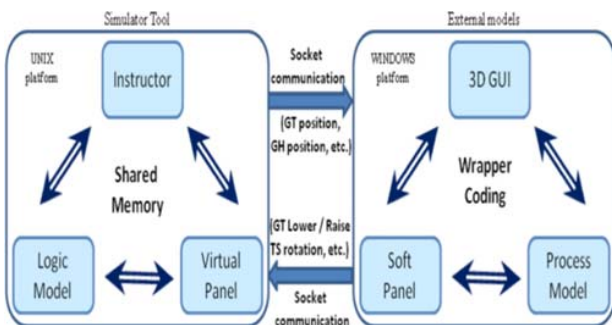 Simulator Tool
UNIX
platform
Instructor
Shared
Memory
Logic
Model
Virtual
Panel
Socket
communication
(GT position,
GH position, etc.)
(GT Lower / Raise
TS rotation, etc.)
Socket
communication
External models
WINDOWS
platform
3D GUI
Wrapper
Coding
Soft
Panel
Process
Model